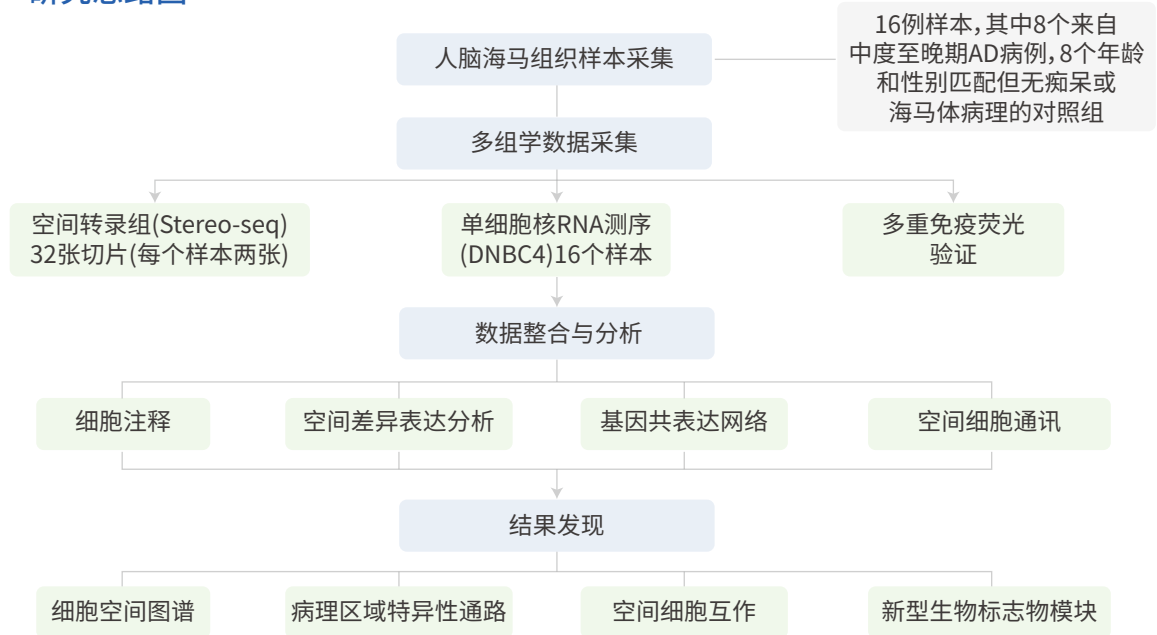 研究思路图
人脑海马组织样本采集
16例样本,其中8个来自
中度至晚期AD病例,8个年龄
和性别匹配但无痴呆或
海马体病理的对照组
多组学数据采集
空间转录组(Stereo-seq)
32张切片(每个样本两张)
单细胞核RNA测序
(DNBC4)16个样本
多重免疫荧光
验证
数据整合与分析
细胞注释
空间差异表达分析
基因共表达网络
空间细胞通讯
结果发现
细胞空间图谱
病理区域特异性通路
空间细胞互作
新型生物标志物模块